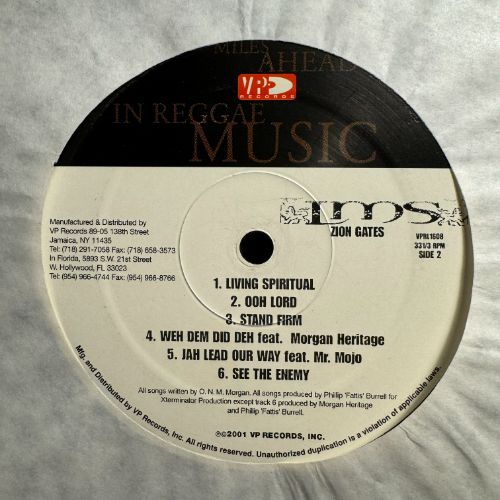 MILES
AHEAD
VP
RECORDS
IN REGGAE
MUSIC
LMS
ZION GATES
VPRL1608
33 1/3 RPM
SIDE 2
Manufactured & Distributed by
VP Records 89-05 138th Street
Jamaica, NY 11435
Tel: (718) 291-7058 Fax: (718) 658-3573
In Florida, 5893 S.W. 21st Street
W. Hollywood, FL 33023
Tel: (954) 966-4744 Fax: (954) 966-8766
1. LIVING SPIRITUAL
2. OOH LORD
3. STAND FIRM
4. WEH DEM DID DEH feat. Morgan Heritage
5. JAH LEAD OUR WAY feat. Mr. Mojo
6. SEE THE ENEMY
All songs written by O. N. M. Morgan. All songs produced by Phillip 'Fattis' Burrell for
Xterminator Production except track 6 produced by Morgan Heritage
and Phillip 'Fattis' Burrell.
℗©2001 VP RECORDS, INC.
Mfg. and Distributed by VP Records, Inc. All rights reserved. Unauthorized duplication is a violation of applicable laws.